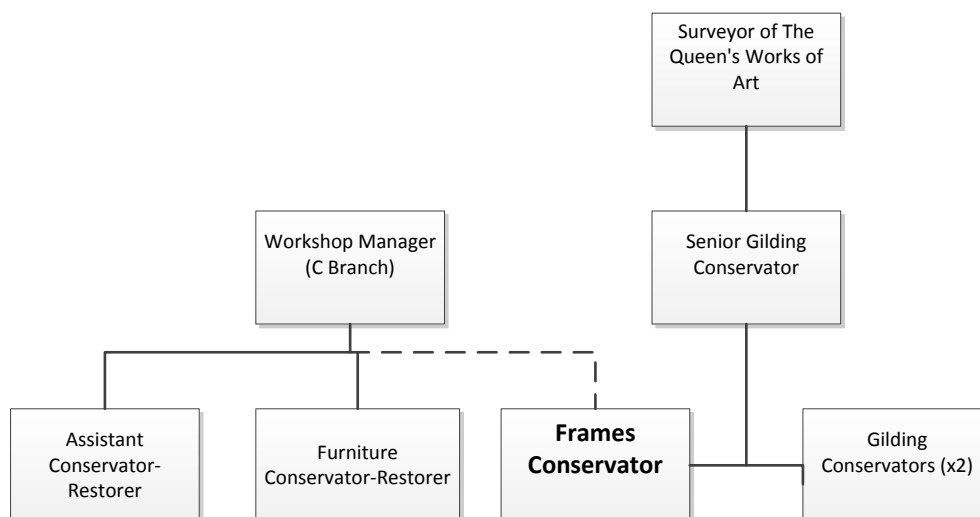 Surveyor of The
Queen's Works of
Art
Workshop Manager
(C Branch)
Senior Gilding
Conservator
Assistant
Conservator-
Restorer
Furniture
Conservator-Restorer
Frames
Conservator
Gilding
Conservators (x2)